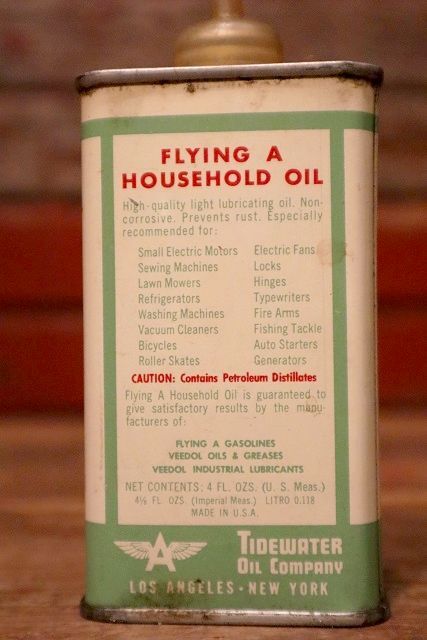 FLYING A
HOUSEHOLD OIL
High-quality light lubricating oil. Non-
corrosive. Prevents rust. Especially
recommended for:
Small Electric Motors
Sewing Machines
Lawn Mowers
Refrigerators
Washing Machines
Vacuum Cleaners
Bicycles
Roller Skates
Electric Fans
Locks
Hinges
Typewriters
Fire Arms
Fishing Tackle
Auto Starters
Generators
CAUTION: Contains Petroleum Distillates
Flying A Household Oil is guaranteed to
give satisfactory results by the manu-
facturers of:
FLYING A GASOLINES
VEEDOL OILS & GREASES
VEEDOL INDUSTRIAL LUBRICANTS
NET CONTENTS: 4 FL. OZS. (U. S. Meas.)
4⅙ FL. OZS. (Imperial Meas.) LITRO 0.118
MADE IN U.S.A.
A
TIDEWATER
OIL COMPANY
LOS ANGELES • NEW YORK